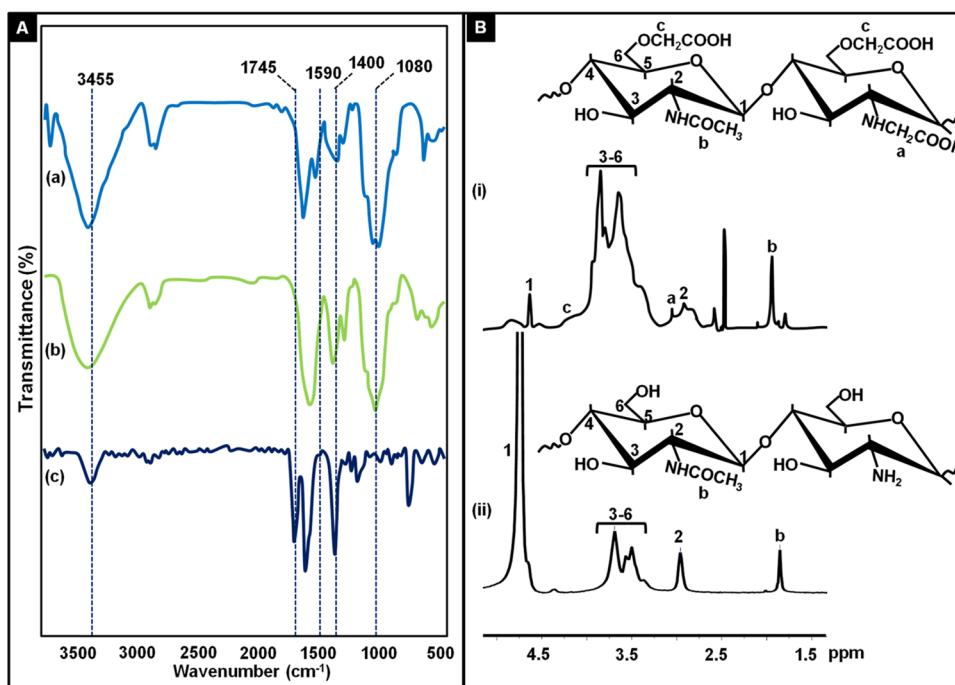 A
3455
1745
1590
1400
1080
(a)
(b)
(c)
Transmittance (%)
3500 3000 2500 2000 1500 1000 500
Wavenumber (cm⁻¹)
B
c
OCH₂COOH
c
OCH₂COOH
6
5
4
O
O
2
3
1
O
O
HO
NHCOCH₃
b
HO
NHCH₂COOH
a
(i)
3-6
1
c
a
2
b
OH
OH
6
5
4
O
O
2
3
1
O
O
HO
NHCOCH₃
b
HO
NH₂
(ii)
1
3-6
2
b
4.5 3.5 2.5 1.5 ppm